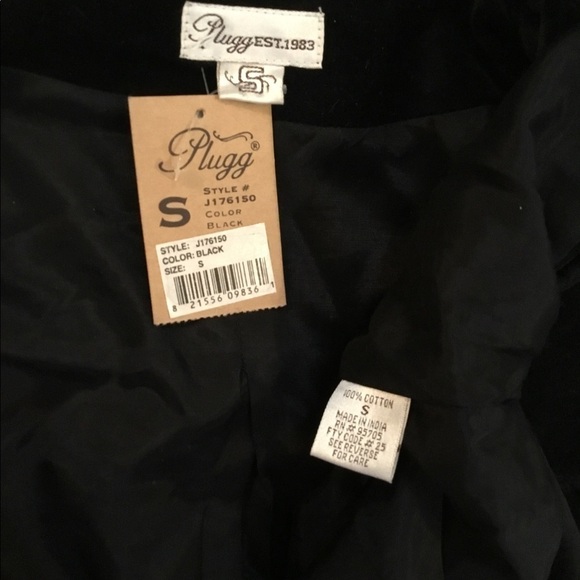 Plugg EST.1983
S
Plugg®
S
STYLE #
J176150
COLOR
BLACK
STYLE: J176150
COLOR: BLACK
SIZE: S
8 21556 09836 1
100% COTTON
S
MADE IN INDIA
RN# 95705
FTY CODE # 25
SEE REVERSE
FOR CARE